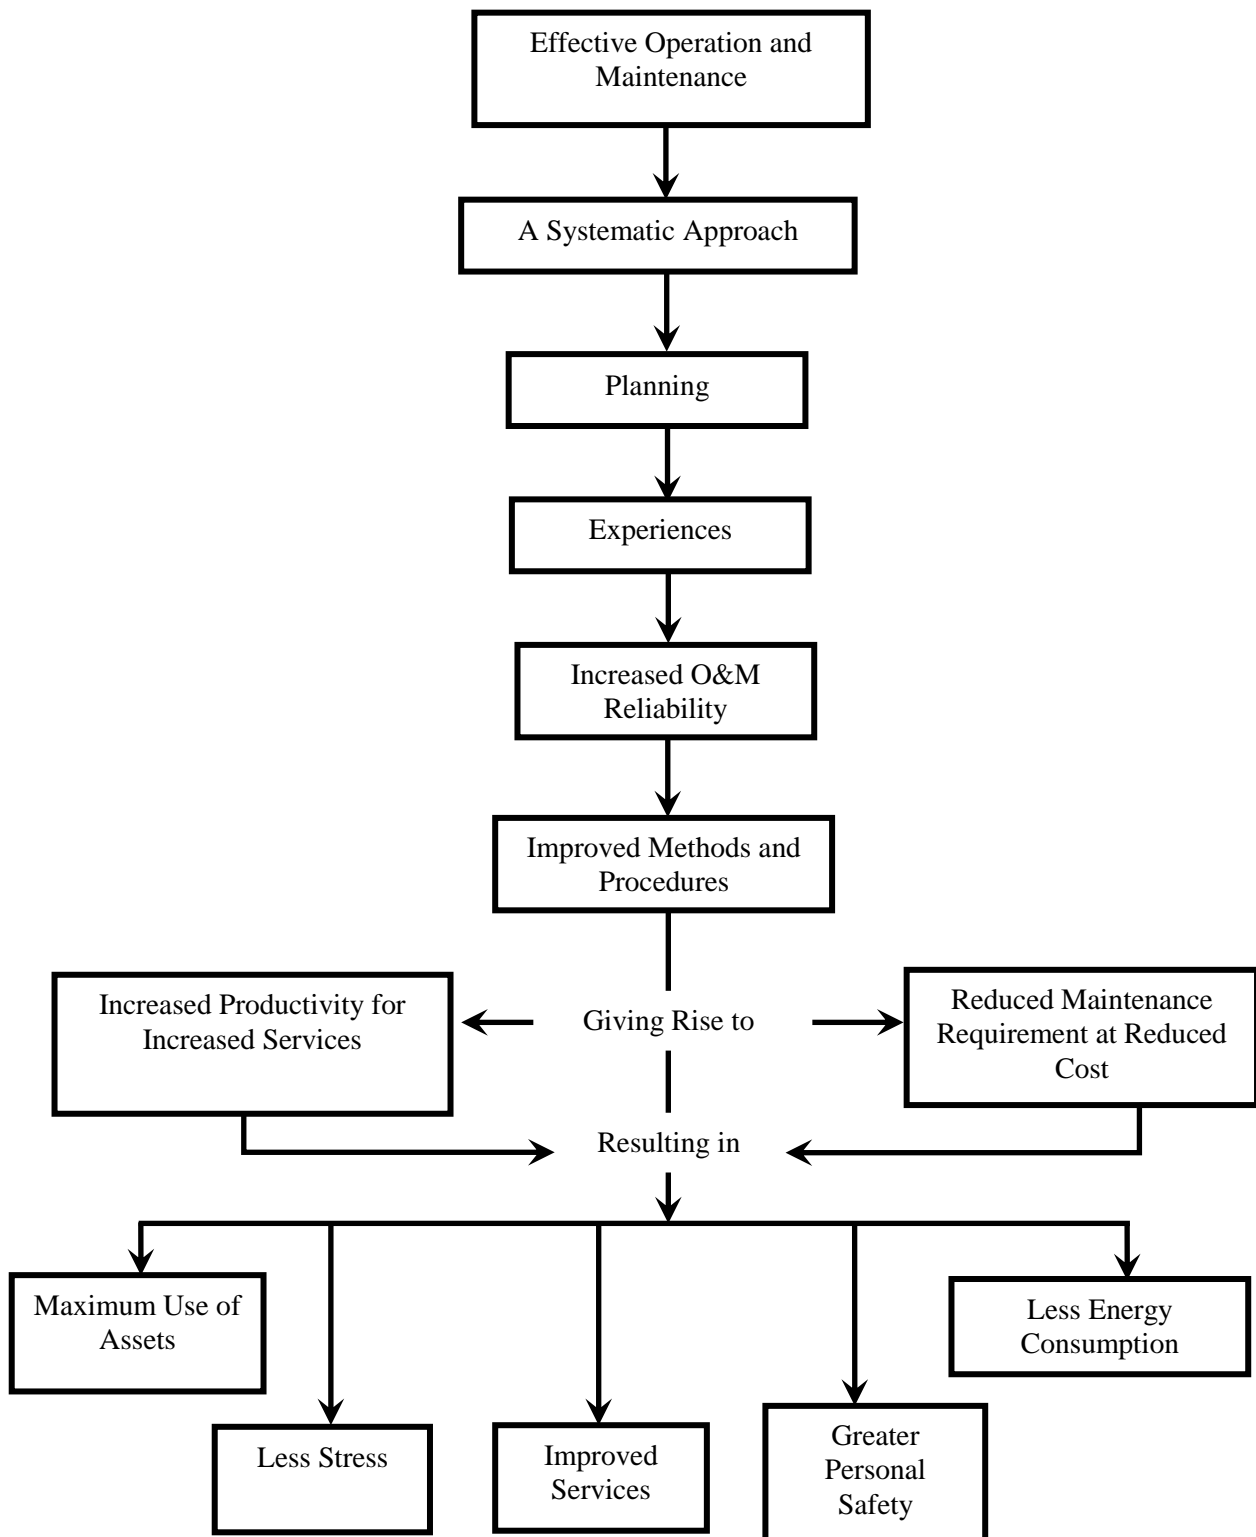 Effective Operation and
Maintenance
A Systematic Approach
Planning
Experiences
Increased O&M
Reliability
Improved Methods and
Procedures
Increased Productivity for
Increased Services
Giving Rise to
Reduced Maintenance
Requirement at Reduced
Cost
Resulting in
Maximum Use of
Assets
Less Stress
Improved
Services
Greater
Personal
Safety
Less Energy
Consumption